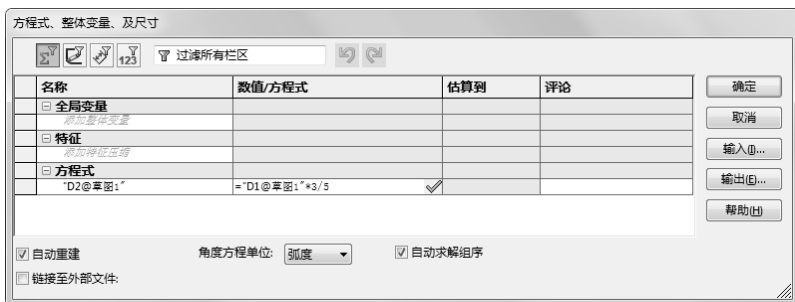 方程式、整体变量、及尺寸
Σ 123 过滤所有栏区
名称 数值/方程式 估算到 评论
全局变量
添加整体变量
特征
添加特征压缩
方程式
"D2@草图1" ="D1@草图1"*3/5
确定
取消
输入(I)...
输出(E)...
帮助(H)
自动重建 角度方程单位: 弧度 自动求解组序
链接至外部文件: